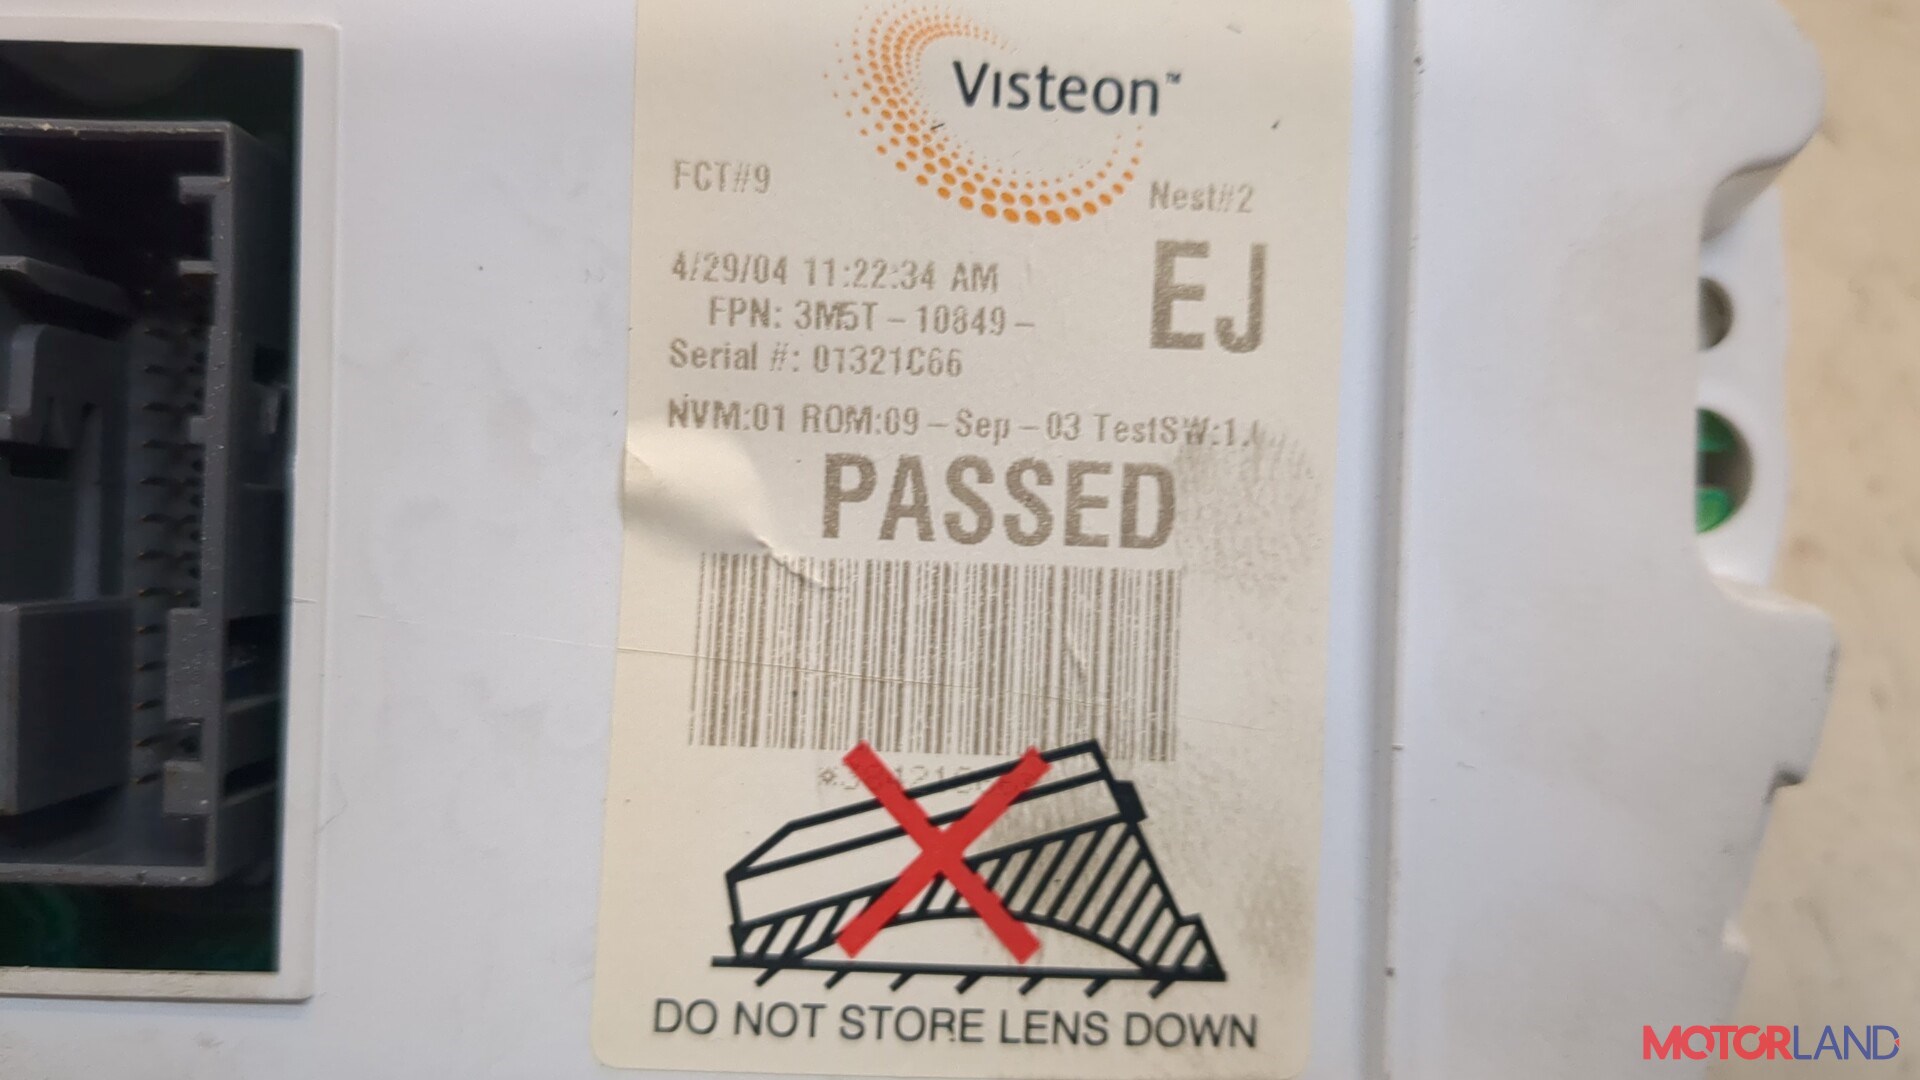 Visteon™
FCT#9
Nest#2
EJ
4/29/04 11:22:34 AM
FPN: 3M5T - 10849 -
Serial #: 01321C66
NVM:01 ROM:09 - Sep - 03 TestSW:1.
PASSED
DO NOT STORE LENS DOWN
MOTORLAND